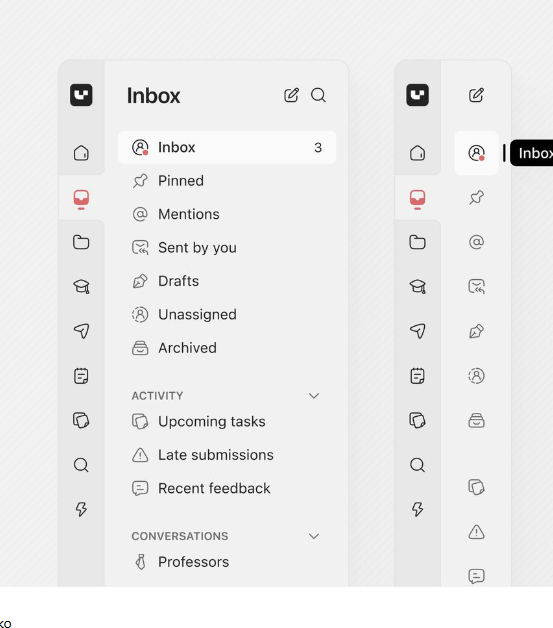 Inbox
Inbox 3
Inbox
Pinned
Mentions
Sent by you
Drafts
Unassigned
Archived
ACTIVITY
Upcoming tasks
Late submissions
Recent feedback
CONVERSATIONS
Professors
ko